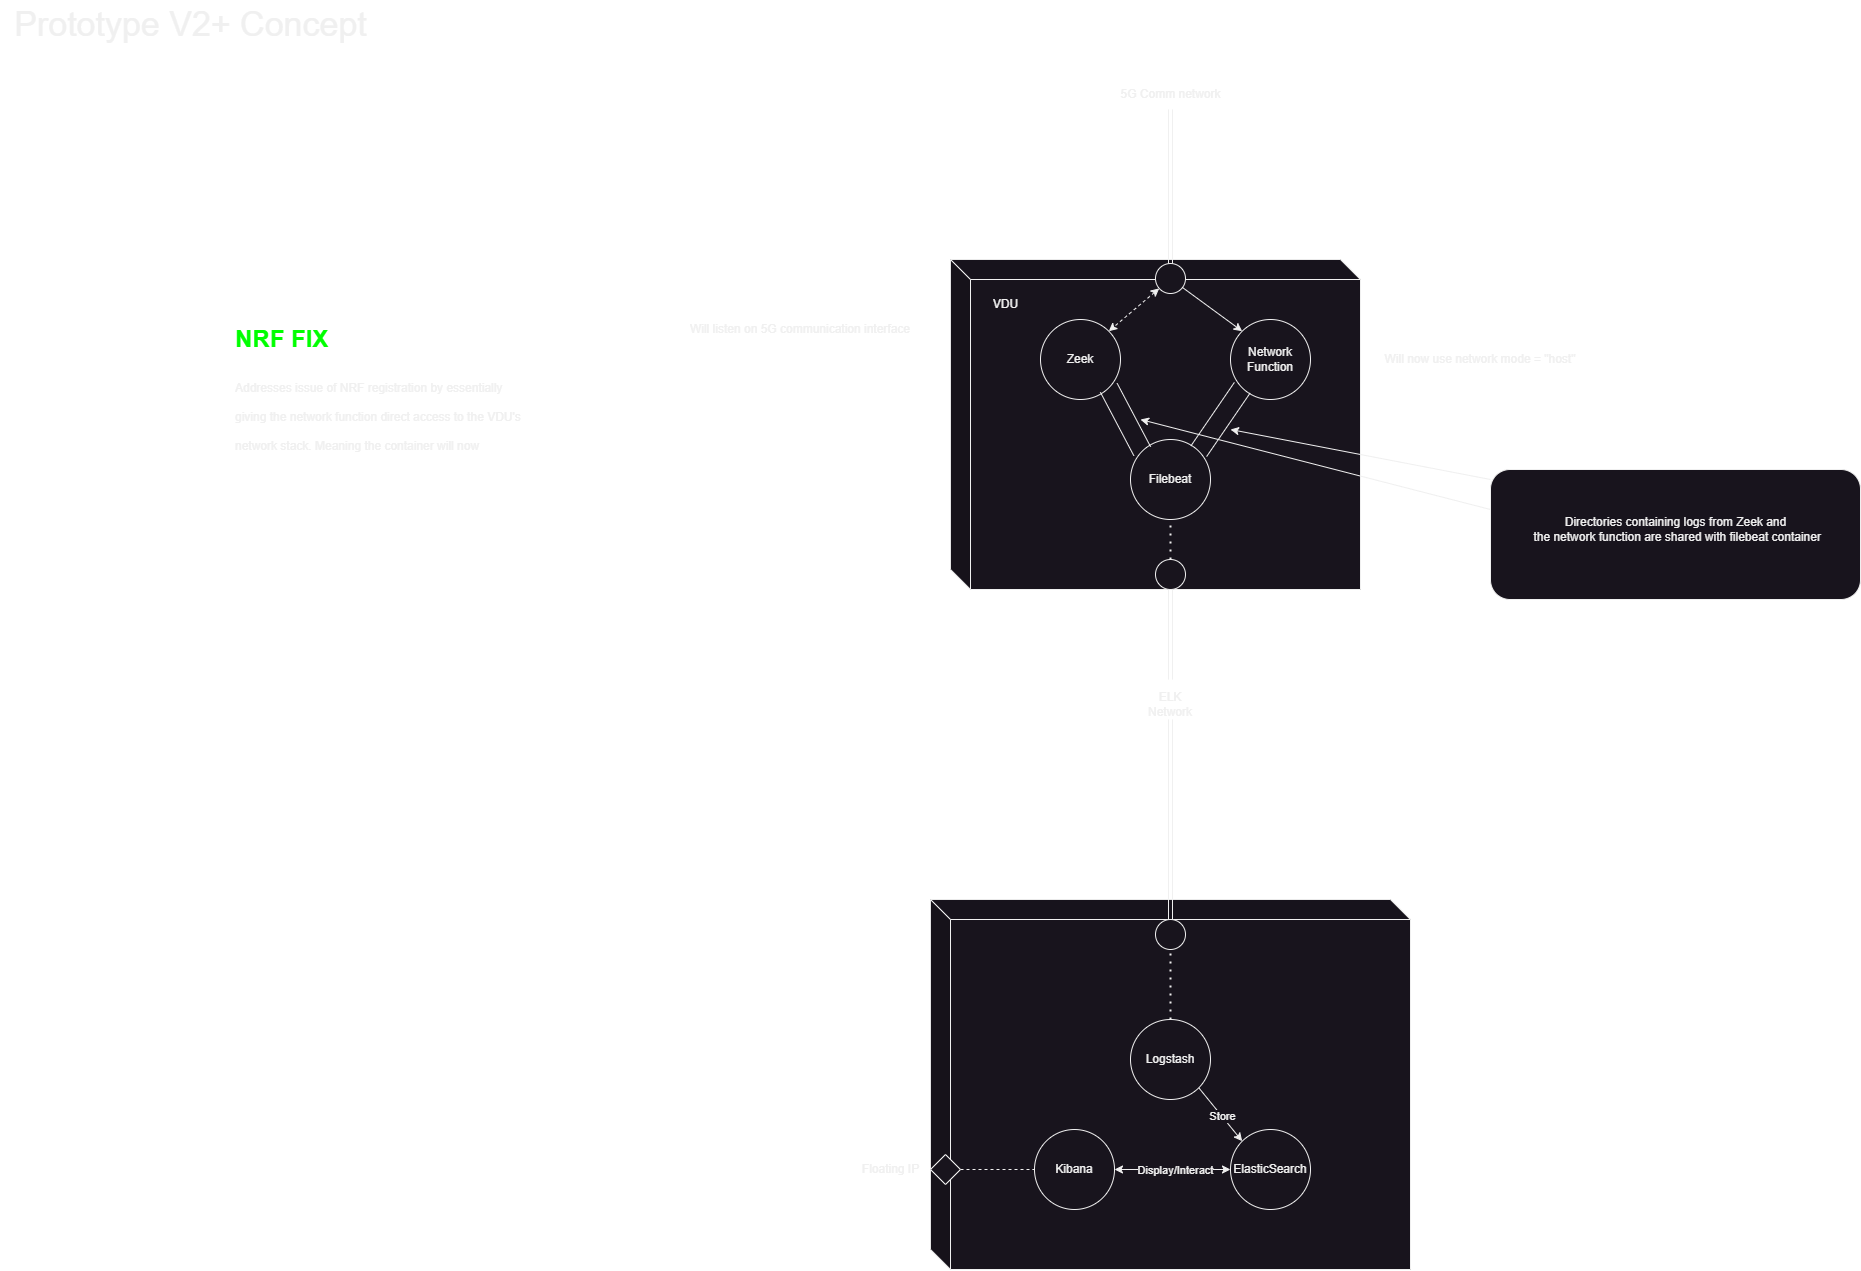 Prototype V2+ Concept
5G Comm network
VDU
Will listen on 5G communication interface
NRF FIX
Zeek
Network
Function
Will now use network mode = "host"
Addresses issue of NRF registration by essentially
giving the network function direct access to the VDU's
network stack. Meaning the container will now
Filebeat
Directories containing logs from Zeek and
the network function are shared with filebeat container
ELK
Network
Logstash
Store
Floating IP
Kibana
Display/Interact
ElasticSearch